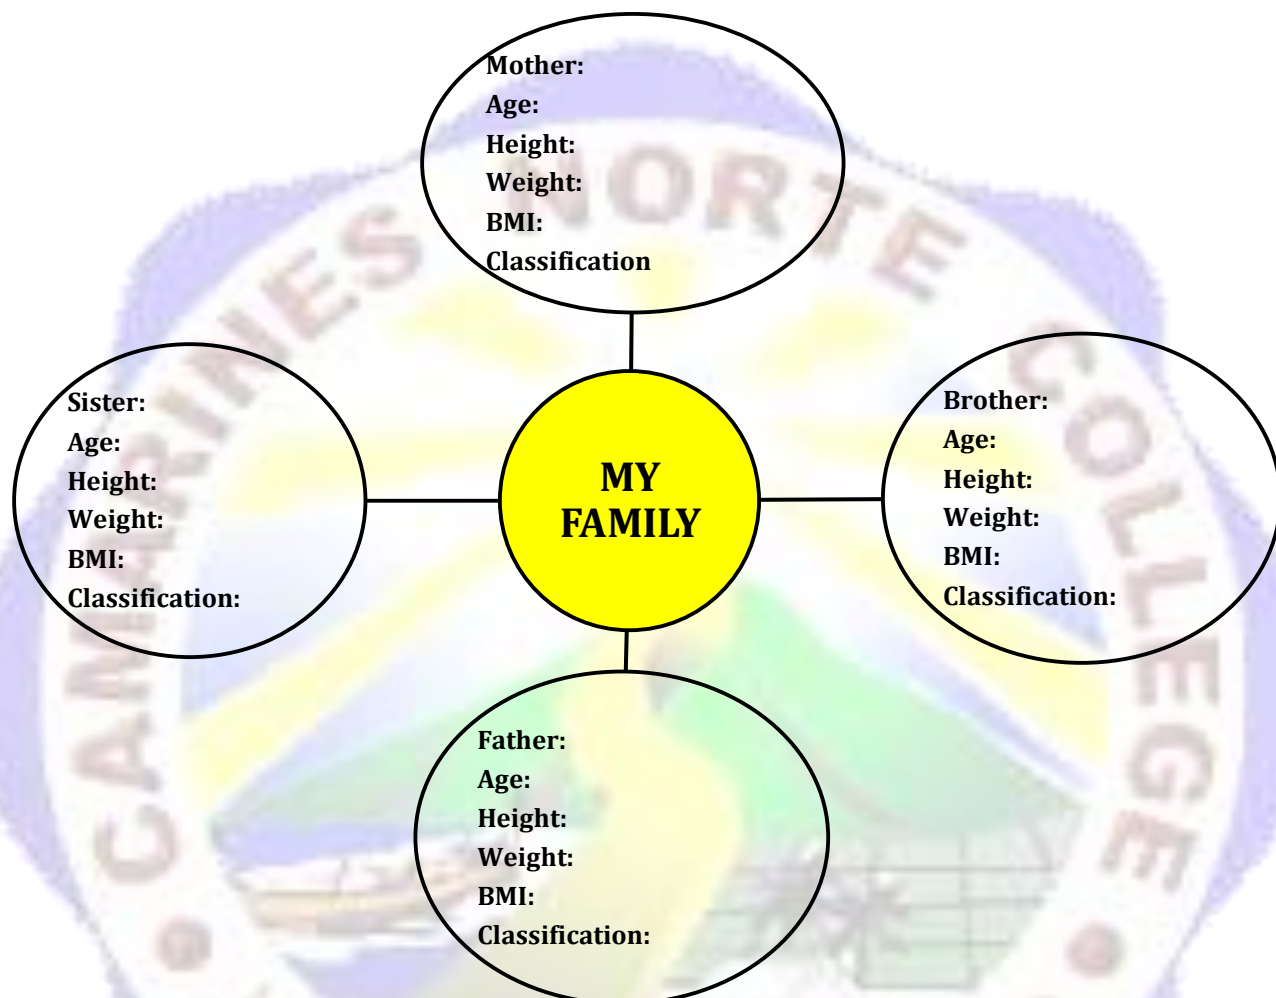 Mother:
Age:
Height:
Weight:
BMI:
Classification
CAMARINES NORTE COLLEGE
Sister:
Age:
Height:
Weight:
BMI:
Classification:
MY
FAMILY
Brother:
Age:
Height:
Weight:
BMI:
Classification:
Father:
Age:
Height:
Weight:
BMI:
Classification: